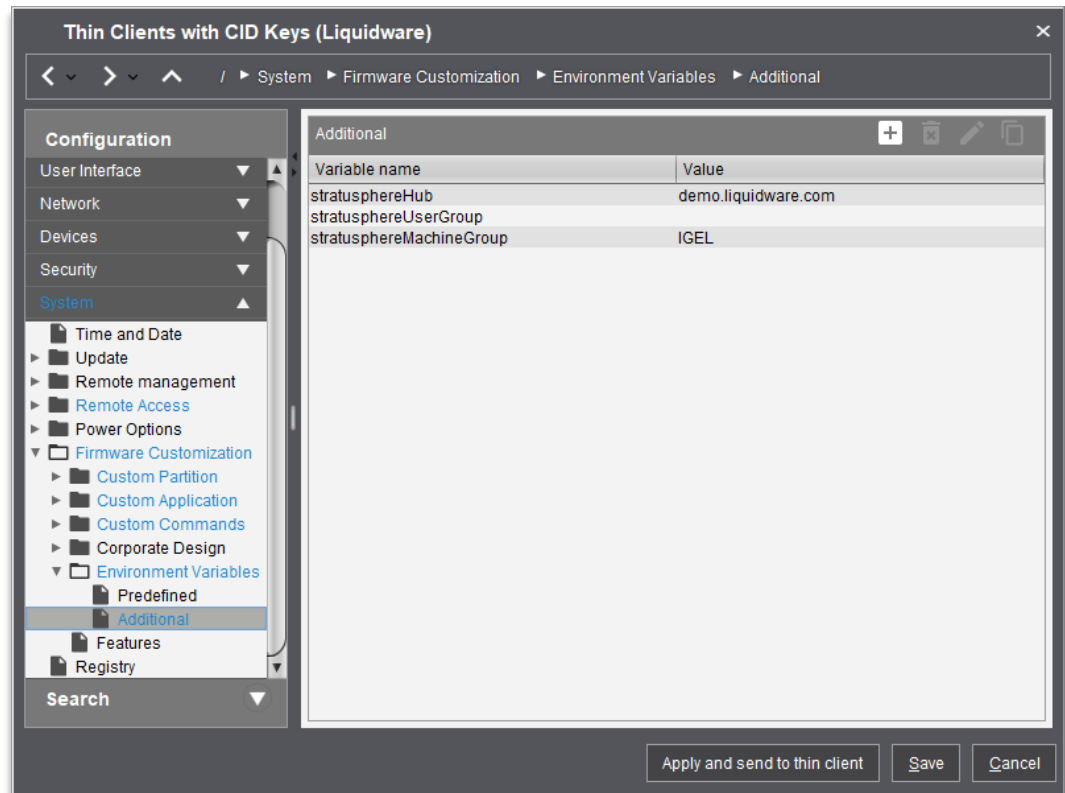 Thin Clients with CID Keys (Liquidware)
/ System Firmware Customization Environment Variables Additional
Configuration
User Interface
Network
Devices
Security
System
Time and Date
Update
Remote management
Remote Access
Power Options
Firmware Customization
Custom Partition
Custom Application
Custom Commands
Corporate Design
Environment Variables
Predefined
Additional
Features
Registry
Search
Additional
Variable name Value
stratusphereHub demo.liquidware.com
stratusphereUserGroup
stratusphereMachineGroup IGEL
Apply and send to thin client Save Cancel